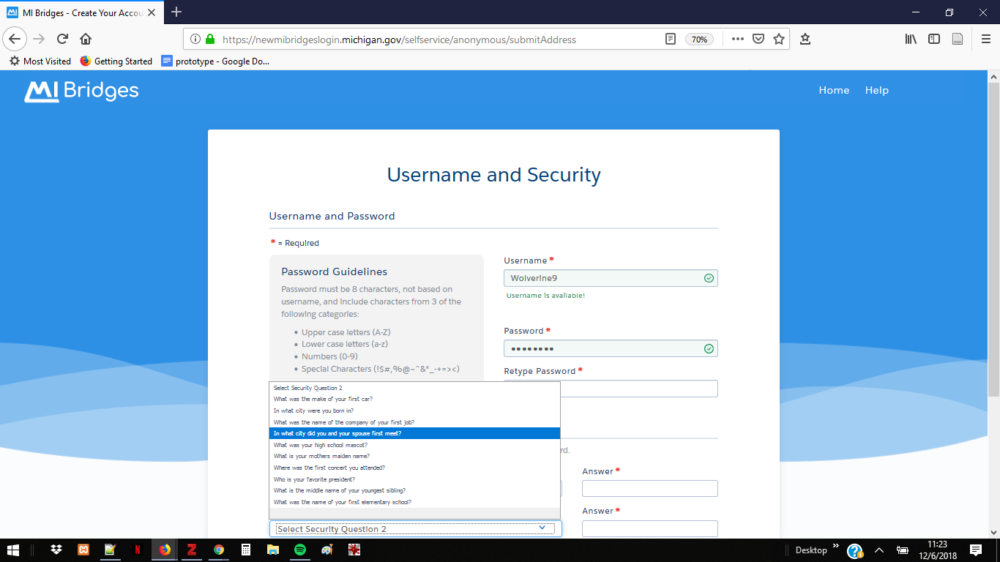 MI Bridges - Create Your Accou
https://newmibridgeslogin.michigan.gov/selfservice/anonymous/submitAddress
70%
Most Visited
Getting Started
prototype - Google Do...
MI Bridges
Home
Help
Username and Security
Username and Password
* = Required
Password Guidelines
Password must be 8 characters, not based on
username, and include characters from 3 of the
following categories:
• Upper case letters (A-Z)
• Lower case letters (a-z)
• Numbers (0-9)
• Special Characters (!$#,%@~^&*_-+=><)
Username *
Wolverine9
Username is avaliable!
Password *
••••••••
Retype Password *
Select Security Question 2
What was the make of your first car?
In what city were you born in?
What was the name of the company of your first job?
In what city did you and your spouse first meet?
What was your high school mascot?
What is your mothers maiden name?
Where was the first concert you attended?
Who is your favorite president?
What is the middle name of your youngest sibling?
What was the name of your first elementary school?
rd.
Answer *
Answer *
Select Security Question 2
Desktop
11:23
12/6/2018